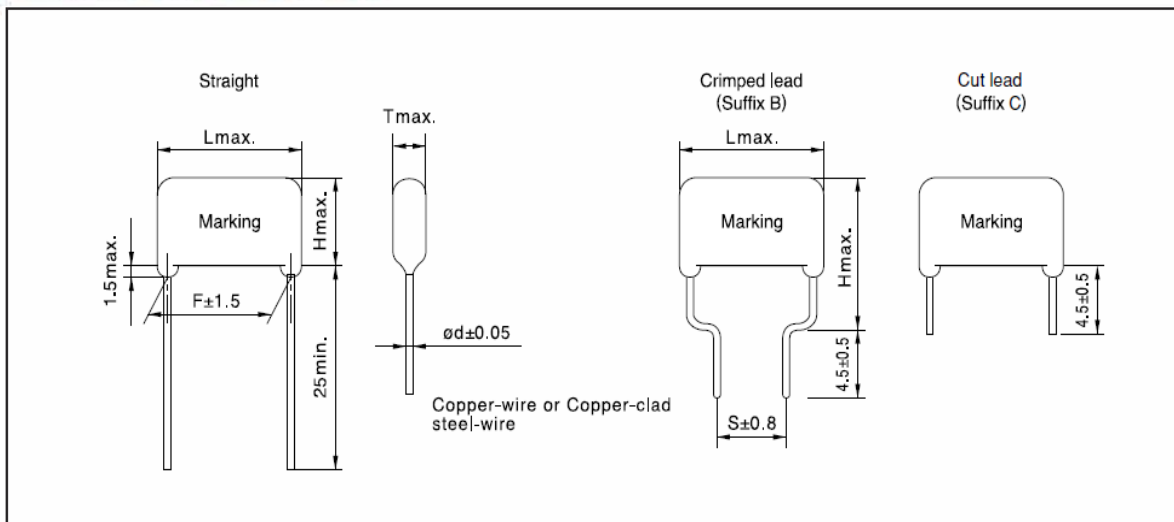 Straight
Tmax.
Lmax.
Marking
Hmax.
1.5max.
F±1.5
25min.
ød±0.05
Copper-wire or Copper-clad
steel-wire
Crimped lead
(Suffix B)
Lmax.
Marking
Hmax.
4.5±0.5
S±0.8
Cut lead
(Suffix C)
Marking
4.5±0.5